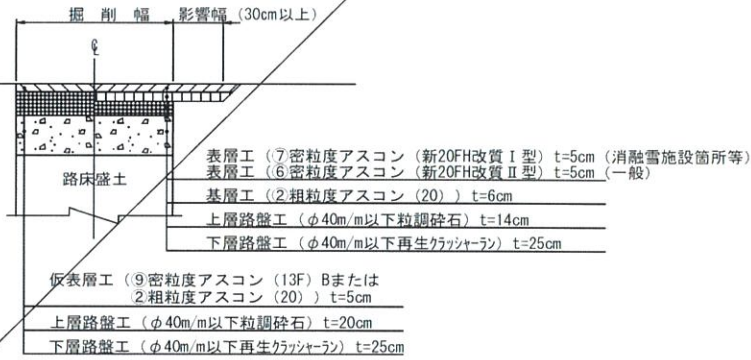 掘削幅 影響幅(30cm以上)
℄
表層工(⑦密粒度アスコン(新20FH改質Ⅰ型)t=5cm(消融雪施設箇所等)
表層工(⑥密粒度アスコン(新20FH改質Ⅱ型)t=5cm(一般)
路床盛土
基層工(②粗粒度アスコン(20))t=6cm
上層路盤工(φ40m/m以下粒調砕石)t=14cm
下層路盤工(φ40m/m以下再生クラッシャーラン)t=25cm
仮表層工(⑨密粒度アスコン(13F)Bまたは
②粗粒度アスコン(20))t=5cm
上層路盤工(φ40m/m以下粒調砕石)t=20cm
下層路盤工(φ40m/m以下再生クラッシャーラン)t=25cm